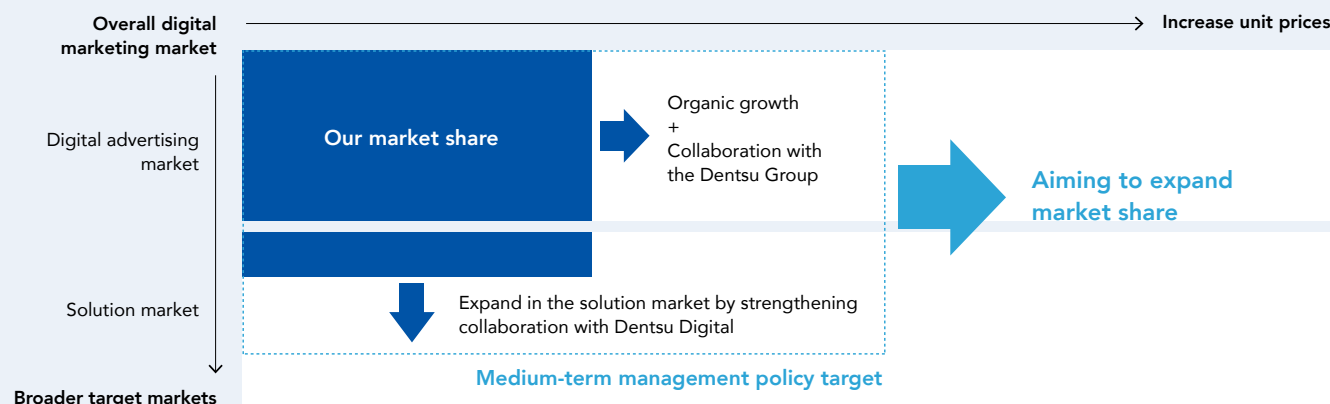 Overall digital
marketing market
Increase unit prices
Digital advertising
market
Our market share
Organic growth
+
Collaboration with
the Dentsu Group
Aiming to expand
market share
Solution market
Expand in the solution market by strengthening
collaboration with Dentsu Digital
Medium-term management policy target
Broader target markets